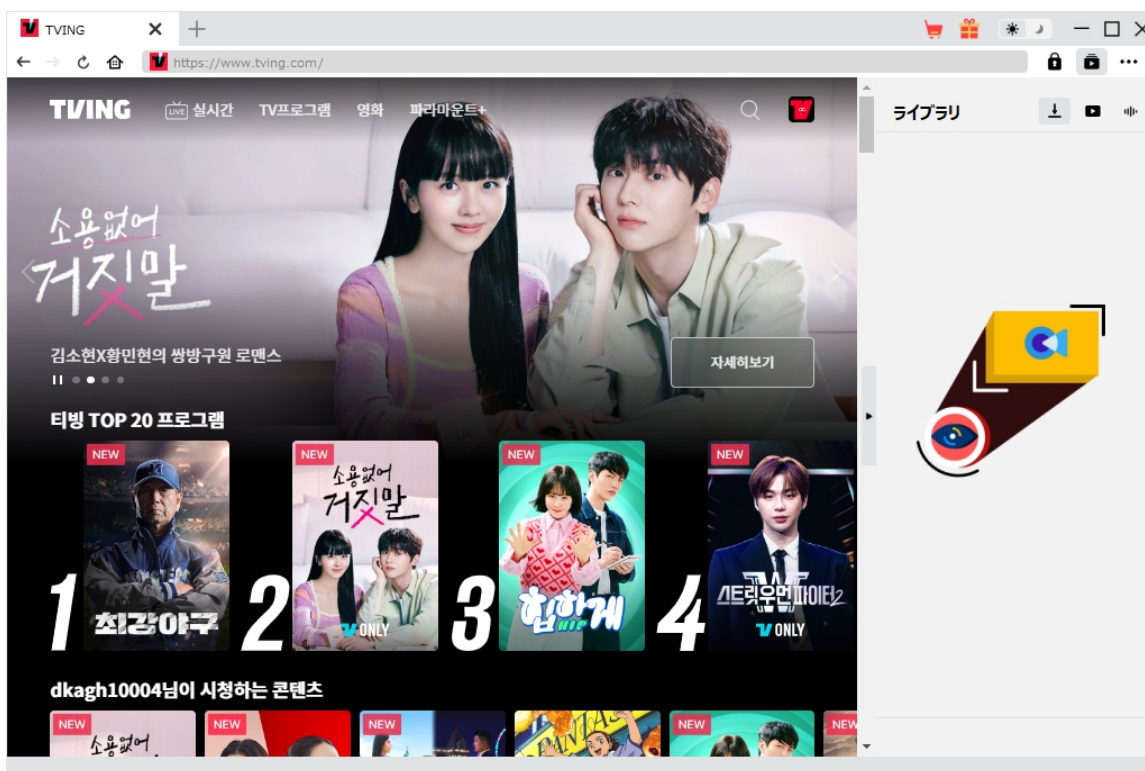 TVING
https://www.tving.com/
TVING
LIVE 실시간 TV프로그램 영화 파라마운트+
ライブラリ
소용없어
거짓말
김소현X황민현의 쌍방구원 로맨스
자세히보기
티빙 TOP 20 프로그램
NEW
NEW
NEW
NEW
소용없어
거짓말
1
최강야구
2
ONLY
3
힙하게
HIP
4
스트릿우먼파이터2
ONLY
dkagh10004님이 시청하는 콘텐츠
NEW
NEW
NEW
NEW
NEW
소용없어